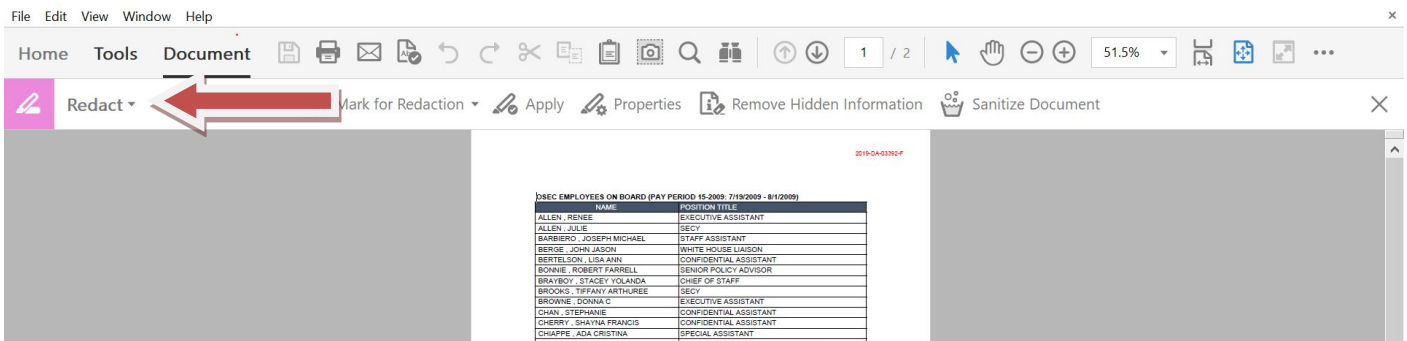 File Edit View Window Help
Home Tools Document 1 / 2 51.5%
Redact Mark for Redaction Apply Properties Remove Hidden Information Sanitize Document
2019-DA-03392-F
OSEC EMPLOYEES ON BOARD (PAY PERIOD 15-2009: 7/19/2009 - 8/1/2009)
NAME POSITION TITLE
ALLEN , RENEE EXECUTIVE ASSISTANT
ALLEN , JULIE SECY
BARBIERO , JOSEPH MICHAEL STAFF ASSISTANT
BERGE , JOHN JASON WHITE HOUSE LIAISON
BERTELSON , LISA ANN CONFIDENTIAL ASSISTANT
BONNIE , ROBERT FARRELL SENIOR POLICY ADVISOR
BRAYBOY , STACEY YOLANDA CHIEF OF STAFF
BROOKS , TIFFANY ARTHUREE SECY
BROWNE , DONNA C EXECUTIVE ASSISTANT
CHAN , STEPHANIE CONFIDENTIAL ASSISTANT
CHERRY , SHAYNA FRANCIS CONFIDENTIAL ASSISTANT
CHIAPPE , ADA CRISTINA SPECIAL ASSISTANT